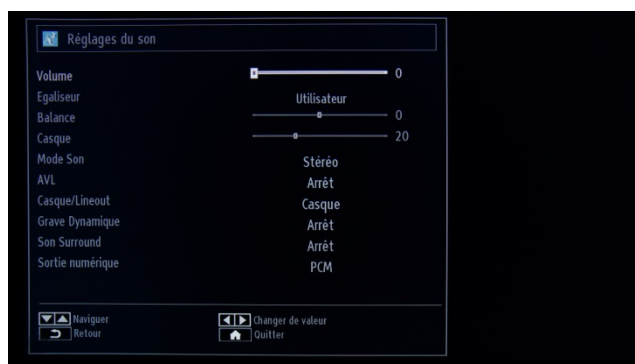 Réglages du son
Volume 0
Egaliseur Utilisateur
Balance 0
Casque 20
Mode Son Stéréo
AVL Arrêt
Casque/Lineout Casque
Grave Dynamique Arrêt
Son Surround Arrêt
Sortie numérique PCM
Naviguer Changer de valeur
Retour Quitter